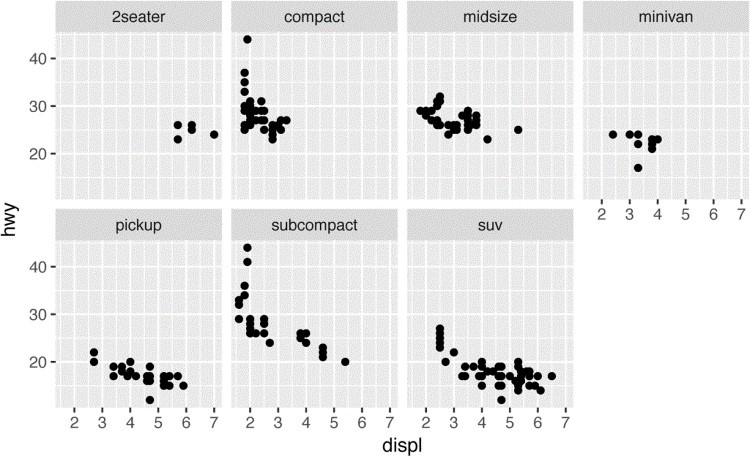 2seater compact midsize minivan
40
30
20
2 3 4 5 6 7
hwy
pickup subcompact suv
40
30
20
2 3 4 5 6 7 2 3 4 5 6 7 2 3 4 5 6 7
displ